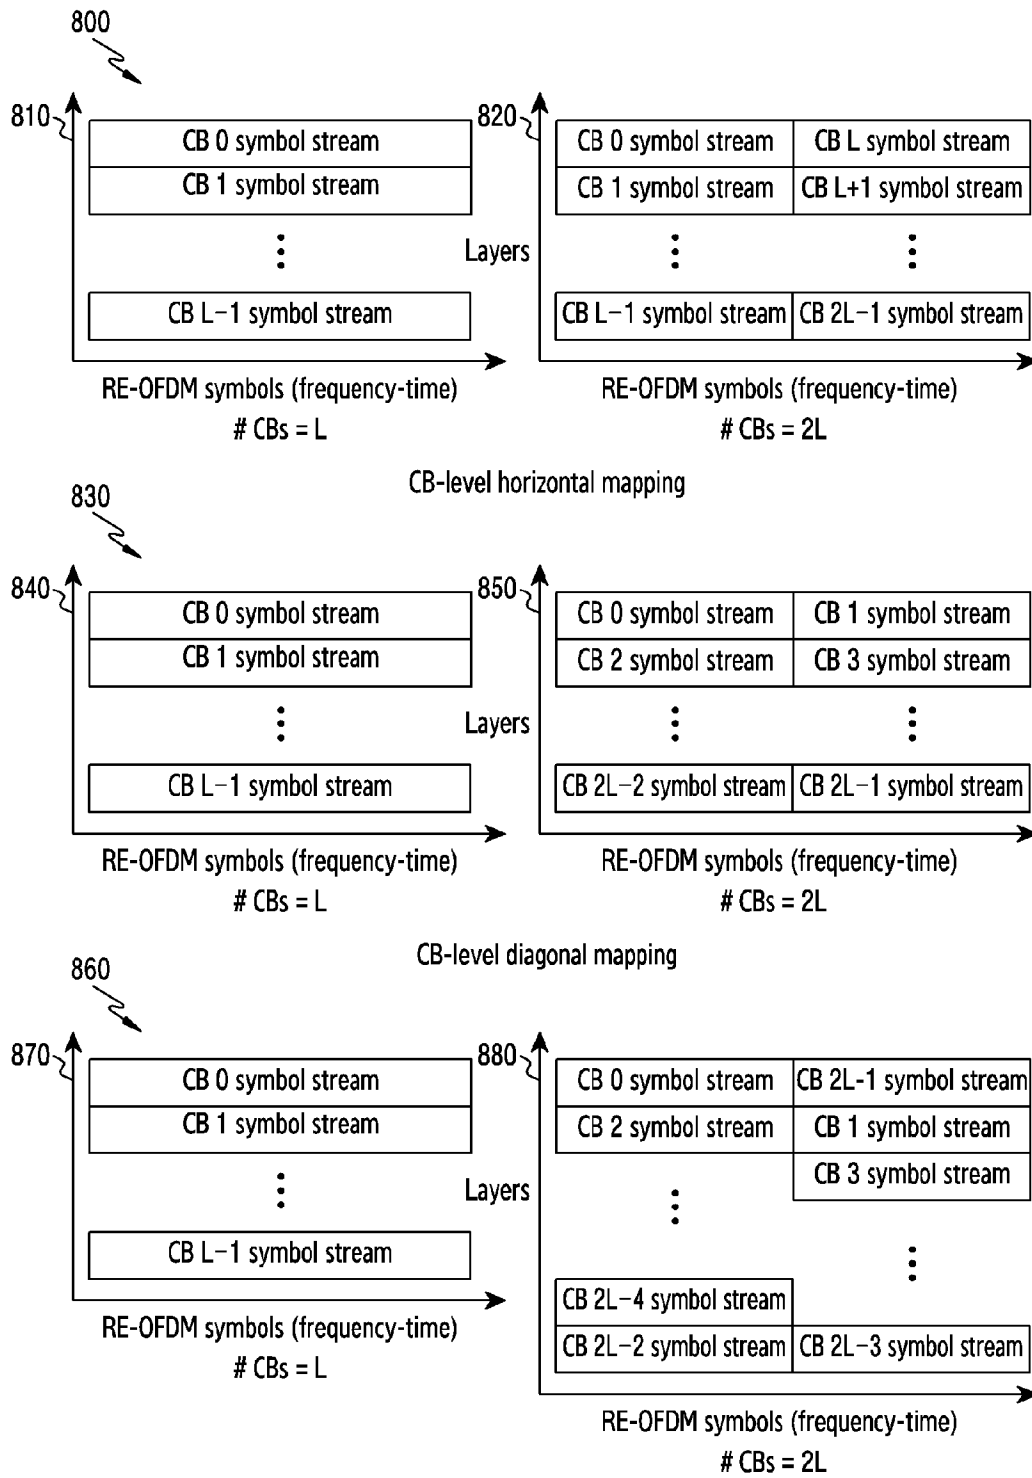 800
810
CB 0 symbol stream
CB 1 symbol stream
CB L-1 symbol stream
RE-OFDM symbols (frequency-time)
# CBs = L
820
Layers
CB 0 symbol stream
CB L symbol stream
CB 1 symbol stream
CB L+1 symbol stream
CB L-1 symbol stream
CB 2L-1 symbol stream
RE-OFDM symbols (frequency-time)
# CBs = 2L
CB-level horizontal mapping
830
840
CB 0 symbol stream
CB 1 symbol stream
CB L-1 symbol stream
RE-OFDM symbols (frequency-time)
# CBs = L
850
Layers
CB 0 symbol stream
CB 1 symbol stream
CB 2 symbol stream
CB 3 symbol stream
CB 2L-2 symbol stream
CB 2L-1 symbol stream
RE-OFDM symbols (frequency-time)
# CBs = 2L
CB-level diagonal mapping
860
870
CB 0 symbol stream
CB 1 symbol stream
CB L-1 symbol stream
RE-OFDM symbols (frequency-time)
# CBs = L
880
Layers
CB 0 symbol stream
CB 2L-1 symbol stream
CB 2 symbol stream
CB 1 symbol stream
CB 3 symbol stream
CB 2L-4 symbol stream
CB 2L-2 symbol stream
CB 2L-3 symbol stream
RE-OFDM symbols (frequency-time)
# CBs = 2L